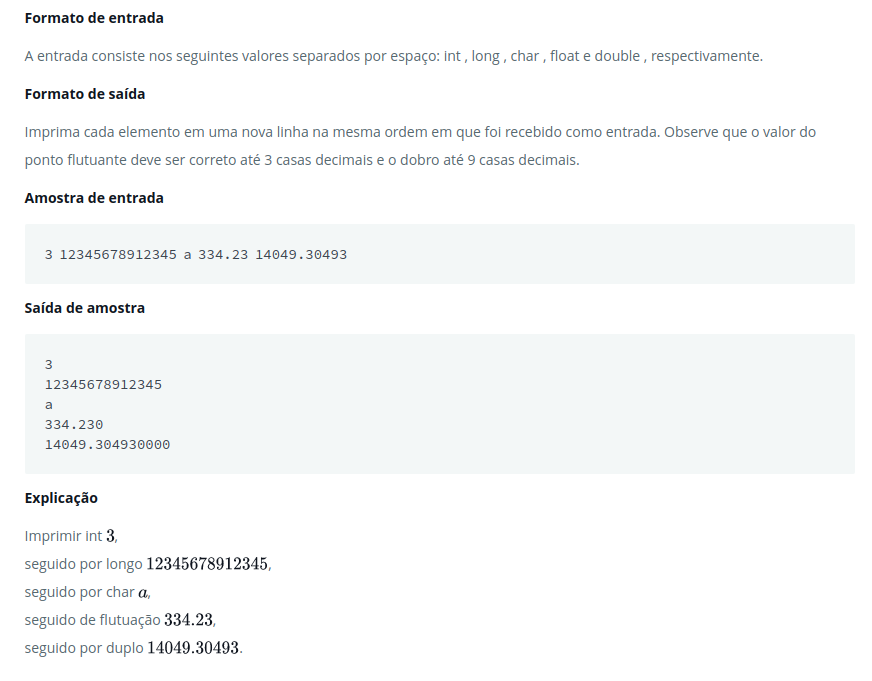 Formato de entrada
A entrada consiste nos seguintes valores separados por espaço: int , long , char , float e double , respectivamente.
Formato de saída
Imprima cada elemento em uma nova linha na mesma ordem em que foi recebido como entrada. Observe que o valor do
ponto flutuante deve ser correto até 3 casas decimais e o dobro até 9 casas decimais.
Amostra de entrada
3 12345678912345 a 334.23 14049.30493
Saída de amostra
3
12345678912345
a
334.230
14049.304930000
Explicação
Imprimir int 3,
seguido por longo 12345678912345,
seguido por char a,
seguido de flutuação 334.23,
seguido por duplo 14049.30493.